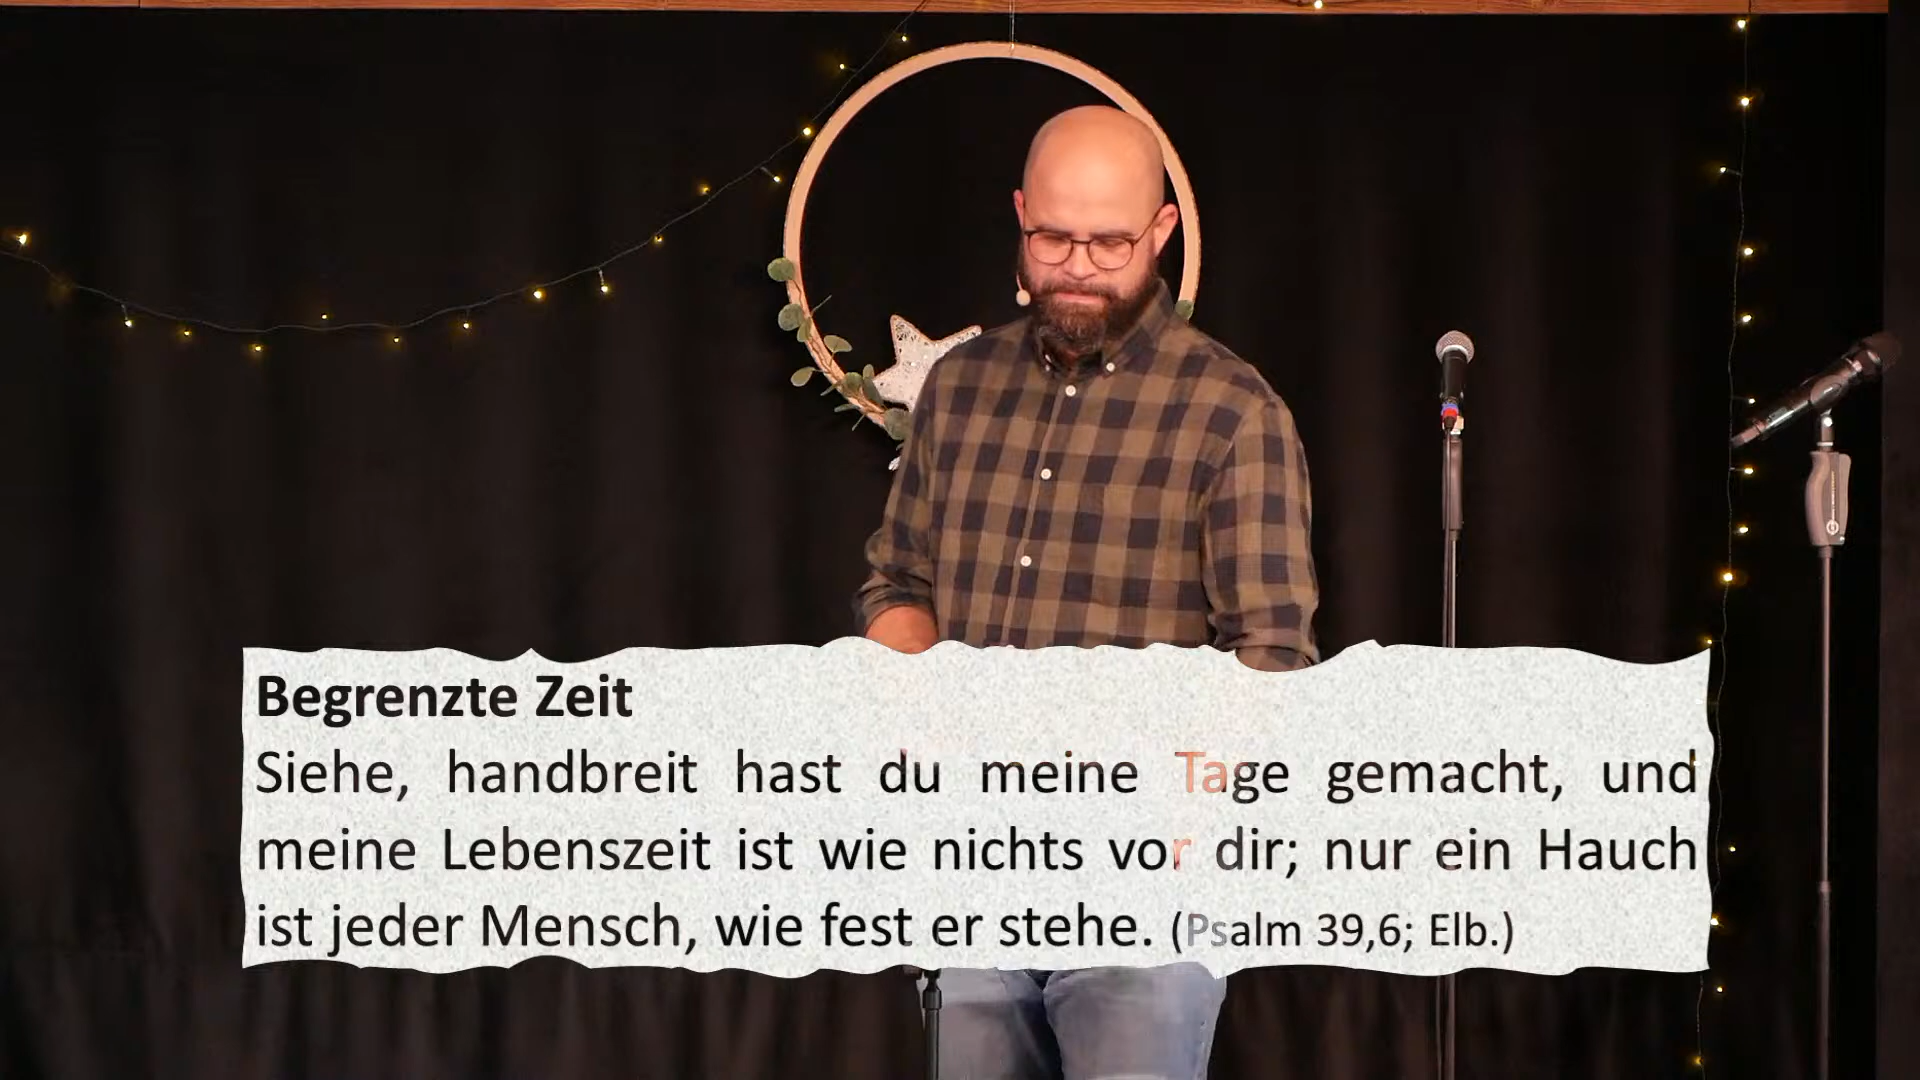 Begrenzte Zeit
Siehe, handbreit hast du meine Tage gemacht, und
meine Lebenszeit ist wie nichts vor dir; nur ein Hauch
ist jeder Mensch, wie fest er stehe. (Psalm 39,6; Elb.)